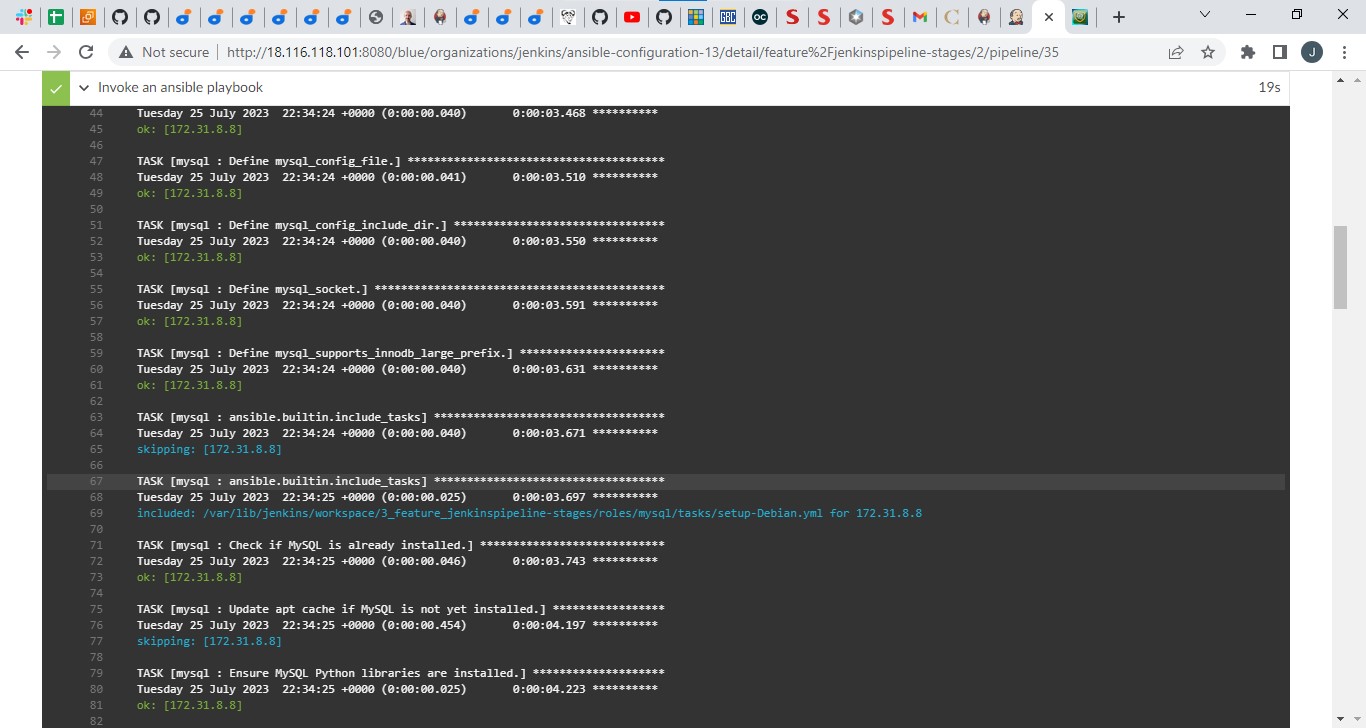 GBC
OC
S
S
S
C
Not secure | http://18.116.118.101:8080/blue/organizations/jenkins/ansible-configuration-13/detail/feature%2Fjenkinspipeline-stages/2/pipeline/35
J
Invoke an ansible playbook 19s
44 Tuesday 25 July 2023  22:34:24 +0000 (0:00:00.040)       0:00:03.468 **********
45 ok: [172.31.8.8]
46
47 TASK [mysql : Define mysql_config_file.] ***************************************
48 Tuesday 25 July 2023  22:34:24 +0000 (0:00:00.041)       0:00:03.510 **********
49 ok: [172.31.8.8]
50
51 TASK [mysql : Define mysql_config_include_dir.] ********************************
52 Tuesday 25 July 2023  22:34:24 +0000 (0:00:00.040)       0:00:03.550 **********
53 ok: [172.31.8.8]
54
55 TASK [mysql : Define mysql_socket.] ********************************************
56 Tuesday 25 July 2023  22:34:24 +0000 (0:00:00.040)       0:00:03.591 **********
57 ok: [172.31.8.8]
58
59 TASK [mysql : Define mysql_supports_innodb_large_prefix.] **********************
60 Tuesday 25 July 2023  22:34:24 +0000 (0:00:00.040)       0:00:03.631 **********
61 ok: [172.31.8.8]
62
63 TASK [mysql : ansible.builtin.include_tasks] ***********************************
64 Tuesday 25 July 2023  22:34:24 +0000 (0:00:00.040)       0:00:03.671 **********
65 skipping: [172.31.8.8]
66
67 TASK [mysql : ansible.builtin.include_tasks] ***********************************
68 Tuesday 25 July 2023  22:34:25 +0000 (0:00:00.025)       0:00:03.697 **********
69 included: /var/lib/jenkins/workspace/3_feature_jenkinspipeline-stages/roles/mysql/tasks/setup-Debian.yml for 172.31.8.8
70
71 TASK [mysql : Check if MySQL is already installed.] ****************************
72 Tuesday 25 July 2023  22:34:25 +0000 (0:00:00.046)       0:00:03.743 **********
73 ok: [172.31.8.8]
74
75 TASK [mysql : Update apt cache if MySQL is not yet installed.] *****************
76 Tuesday 25 July 2023  22:34:25 +0000 (0:00:00.454)       0:00:04.197 **********
77 skipping: [172.31.8.8]
78
79 TASK [mysql : Ensure MySQL Python libraries are installed.] ********************
80 Tuesday 25 July 2023  22:34:25 +0000 (0:00:00.025)       0:00:04.223 **********
81 ok: [172.31.8.8]
82